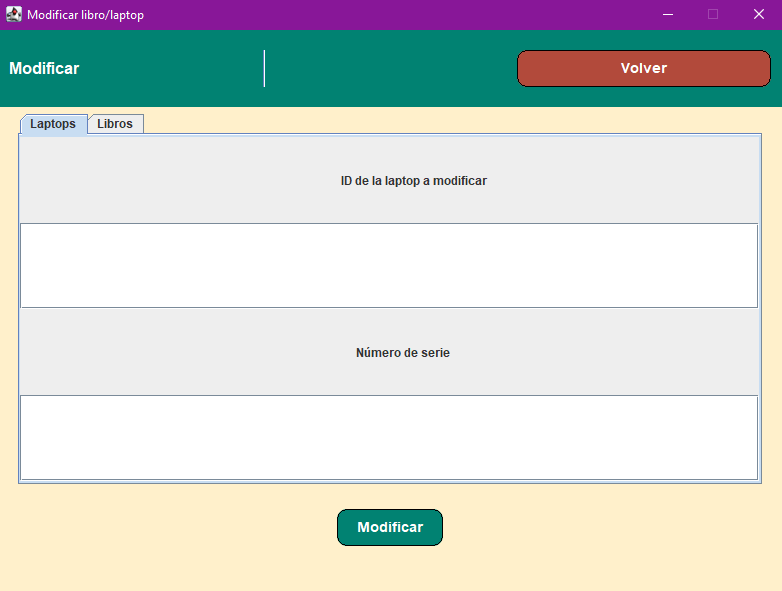 Modificar libro/laptop
Modificar
Volver
Laptops
Libros
ID de la laptop a modificar
Número de serie
Modificar